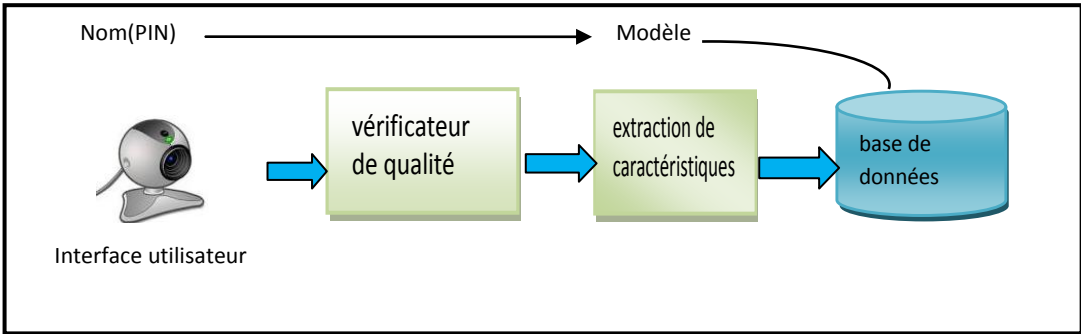 Nom(PIN)
Modèle
vérificateur
de qualité
extraction de
caractéristiques
base de
données
Interface utilisateur